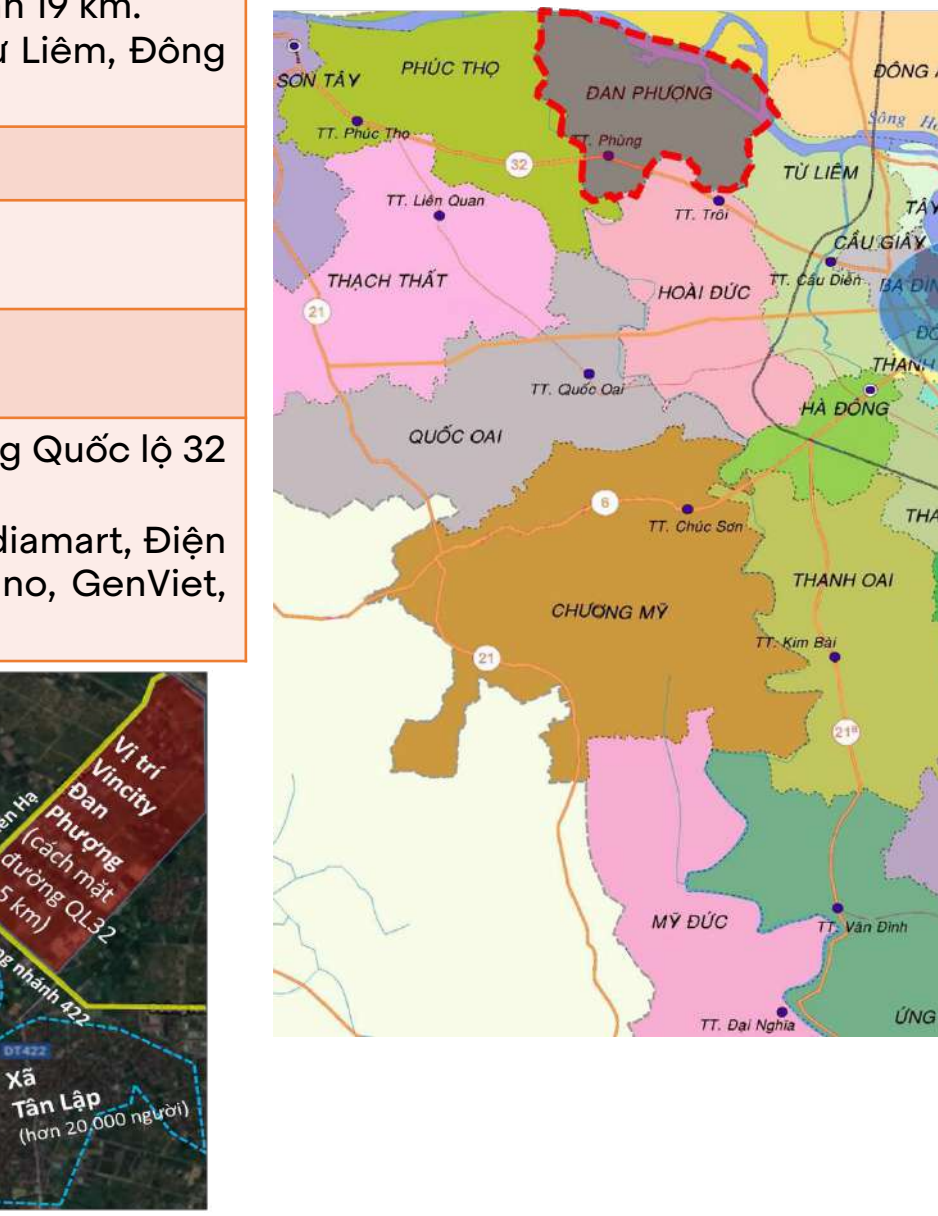 19 km.
Liêm, Đông
Quốc lộ 32
Điện
GenViet,
Vị trí
Vincity
Đan
Phượng
(cách mặt
đường QL32
5 km)
nhánh 422
DT422
Xã
Tân Lập
(hơn 20.000 người)
SƠN TÂY
PHÚC THỌ
ĐAN PHƯỢNG
ĐÔNG
Sông
TT. Phúc Thọ
TT. Phùng
32
TỪ LIÊM
TT. Liên Quan
TT. Trôi
TÂY
CẦU GIẤY
THẠCH THẤT
HOÀI ĐỨC
TT. Cầu Diễn
21
TT. Quốc Oai
HÀ ĐÔNG
QUỐC OAI
6
TT. Chúc Sơn
THANH OAI
CHƯƠNG MỸ
TT. Kim Bài
21
21B
MỸ ĐỨC
TT. Vân Đình
TT. Đại Nghĩa
ỨNG